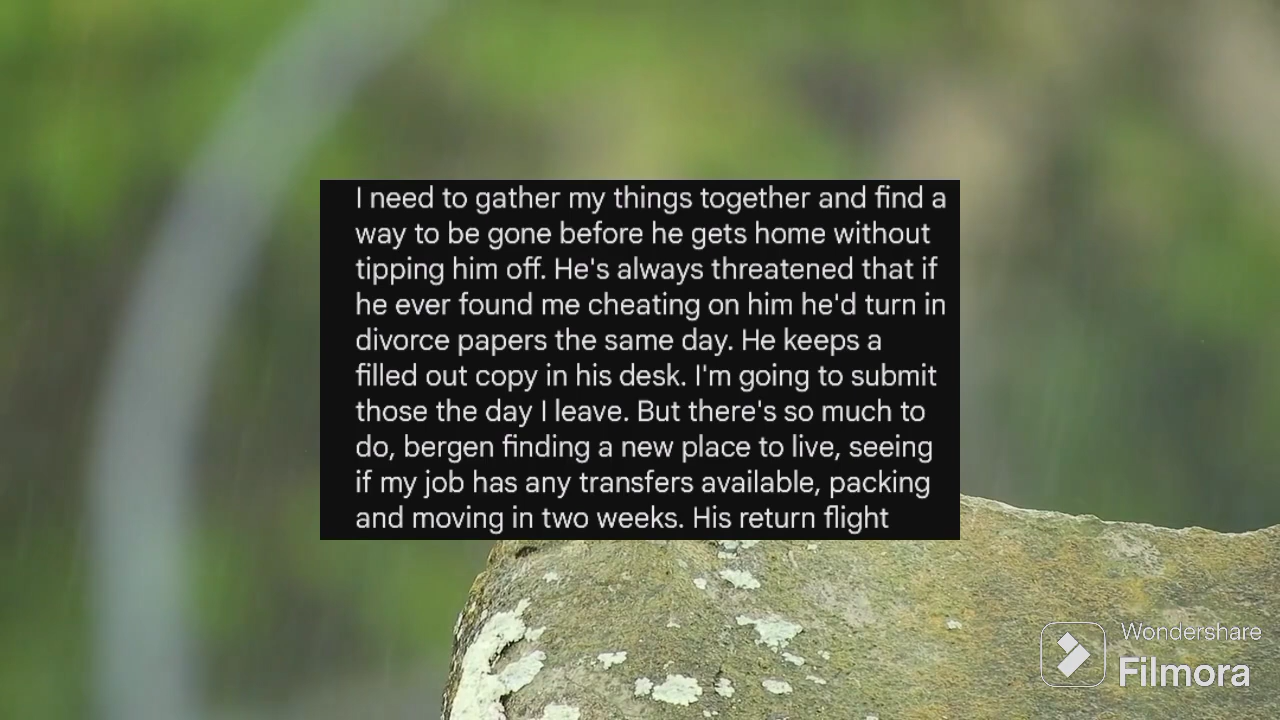 I need to gather my things together and find a
way to be gone before he gets home without
tipping him off. He's always threatened that if
he ever found me cheating on him he'd turn in
divorce papers the same day. He keeps a
filled out copy in his desk. I'm going to submit
those the day I leave. But there's so much to
do, bergen finding a new place to live, seeing
if my job has any transfers available, packing
and moving in two weeks. His return flight
Wondershare
Filmora